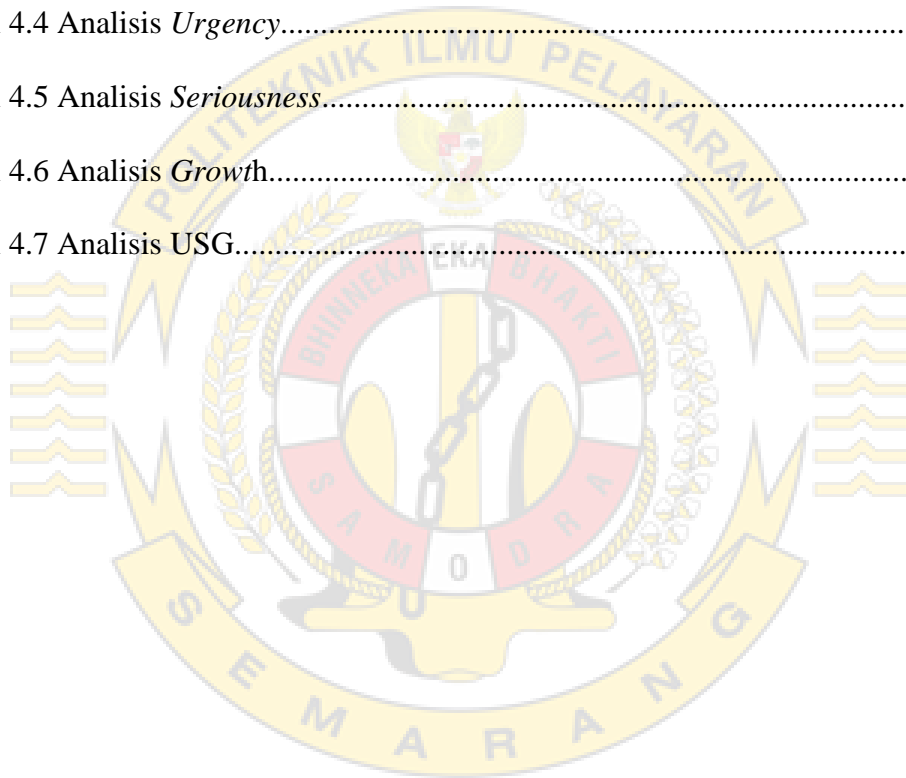 4.4 Analisis Urgency................................................................................
4.5 Analisis Seriousness...........................................................................
4.6 Analisis Growth..................................................................................
4.7 Analisis USG......................................................................................
POLITEKNIK ILMU PELAYARAN
BHINNEKA EKA BHAKTI
SAMODRA
SEMARANG